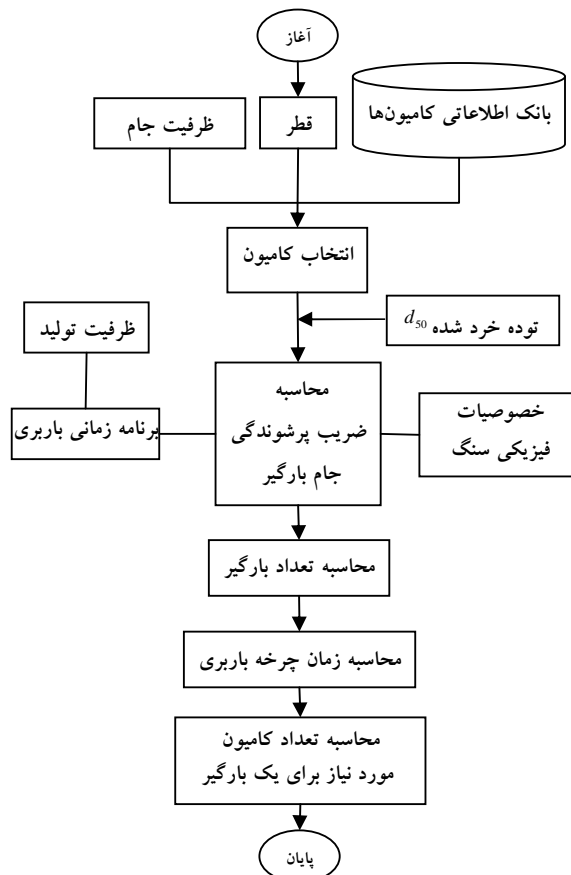 آغاز
ظرفیت جام
قطر
بانک اطلاعاتی کامیون‌ها
انتخاب کامیون
توده خرد شده d50
ظرفیت تولید
برنامه زمانی باربری
محاسبه
ضریب پرشوندگی
جام بارگیر
خصوصیات
فیزیکی سنگ
محاسبه تعداد بارگیر
محاسبه زمان چرخه باربری
محاسبه تعداد کامیون
مورد نیاز برای یک بارگیر
پایان